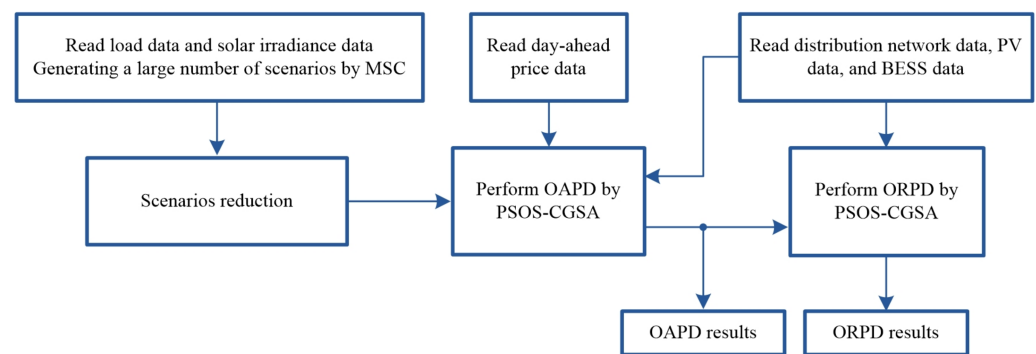 Read load data and solar irradiance data
Generating a large number of scenarios by MSC
Read day-ahead
price data
Read distribution network data, PV
data, and BESS data
Scenarios reduction
Perform OAPD by
PSOS-CGSA
Perform ORPD by
PSOS-CGSA
OAPD results
ORPD results